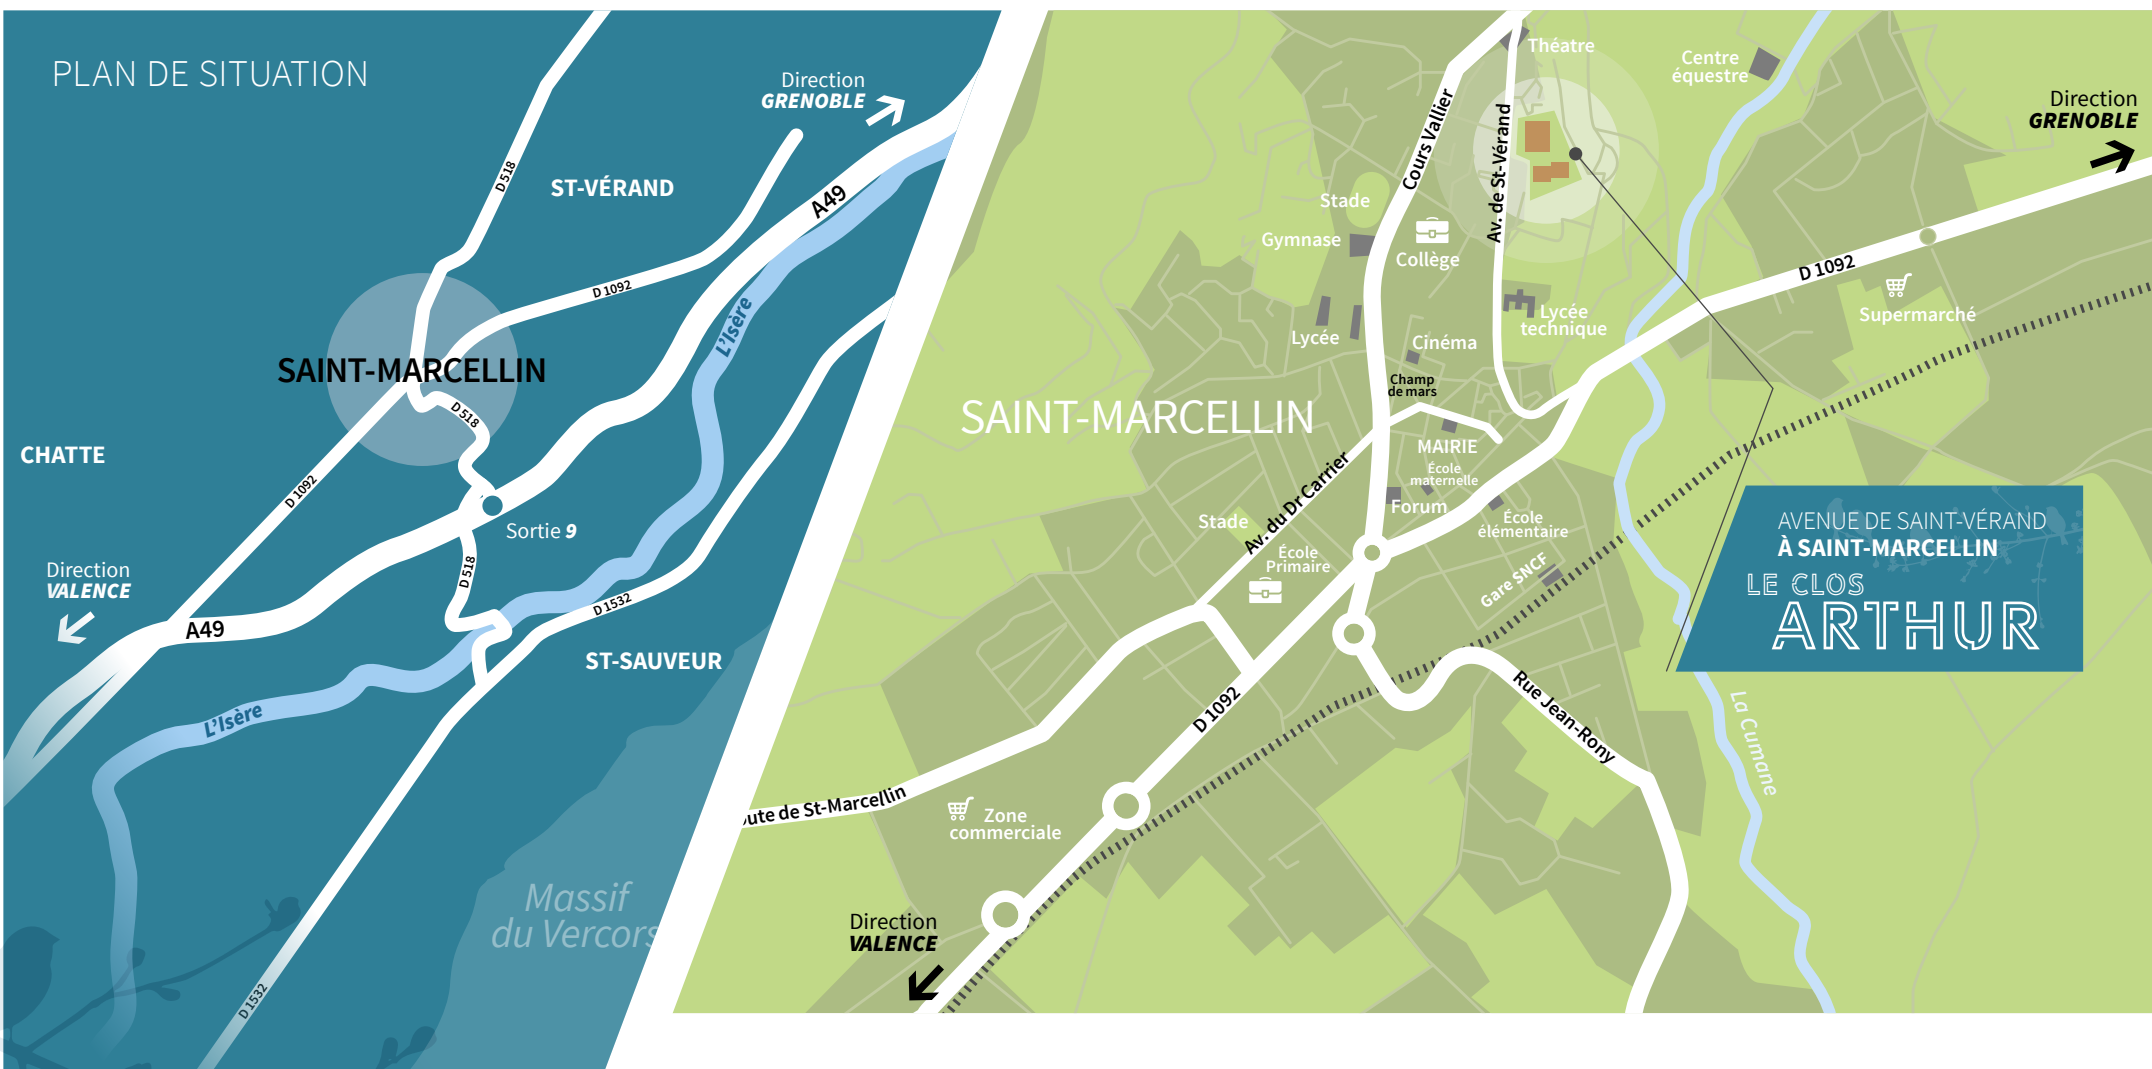 PLAN DE SITUATION
Direction
GRENOBLE
D 518
ST-VÉRAND
A49
D 1092
L'Isère
SAINT-MARCELLIN
D 518
CHATTE
D 1092
Sortie 9
Direction
VALENCE
D 518
D 1532
A49
ST-SAUVEUR
L'Isère
Massif
du Vercors
D 1532
Théatre
Centre
équestre
Direction
GRENOBLE
Cours Vallier
Av. de St-Vérand
Stade
Gymnase
Collège
D 1092
Supermarché
Lycée
technique
Lycée
Cinéma
Champ
de mars
SAINT-MARCELLIN
MAIRIE
École
maternelle
Av. du Dr Carrier
Forum
Stade
École
élémentaire
École
Primaire
Gare SNCF
AVENUE DE SAINT-VÉRAND
À SAINT-MARCELLIN
LE CLOS
ARTHUR
D 1092
Rue Jean-Rony
La Cumane
de St-Marcellin
Zone
commerciale
Direction
VALENCE